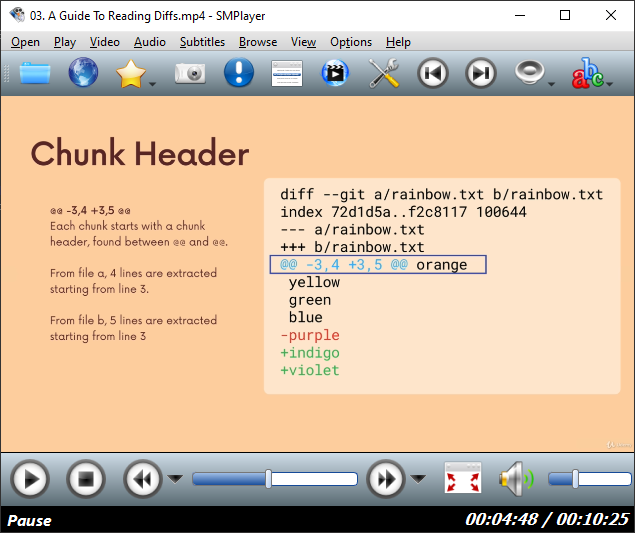 03. A Guide To Reading Diffs.mp4 - SMPlayer
Open Play Video Audio Subtitles Browse View Options Help
abc
Chunk Header
@@ -3,4 +3,5 @@
Each chunk starts with a chunk
header, found between @@ and @@.
From file a, 4 lines are extracted
starting from line 3.
From file b, 5 lines are extracted
starting from line 3
diff --git a/rainbow.txt b/rainbow.txt
index 72d1d5a..f2c8117 100644
--- a/rainbow.txt
+++ b/rainbow.txt
@@ -3,4 +3,5 @@ orange
yellow
green
blue
-purple
+indigo
+violet
Pause
00:04:48 / 00:10:25